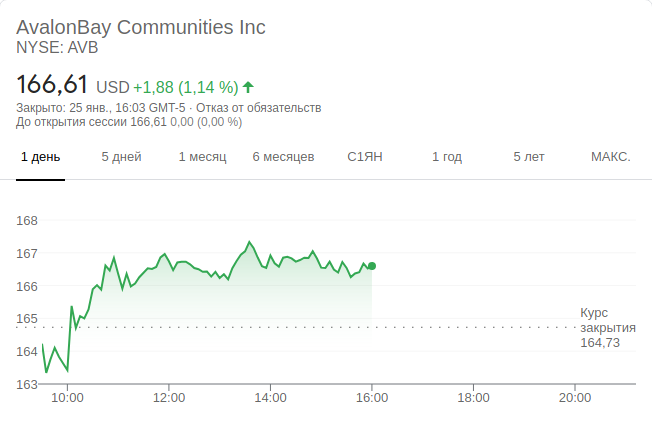 AvalonBay Communities Inc
NYSE: AVB
166,61 USD +1,88 (1,14 %)
Закрыто: 25 янв., 16:03 GMT-5 · Отказ от обязательств
До открытия сессии 166,61 0,00 (0,00 %)
1 день 5 дней 1 месяц 6 месяцев С1ЯН 1 год 5 лет МАКС.
168
167
166
165
164
163
Курс
закрытия
164,73
10:00 12:00 14:00 16:00 18:00 20:00